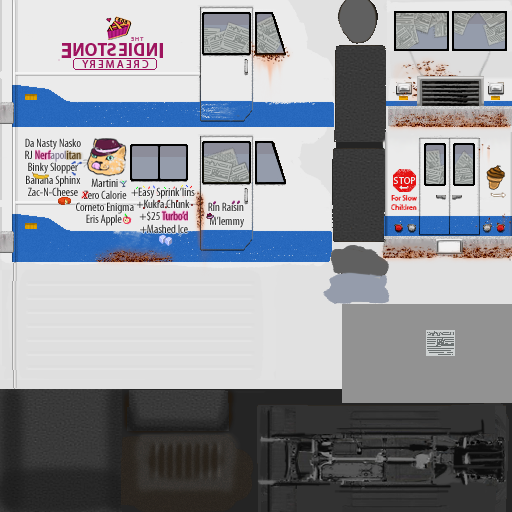 THE
INDIESTONE
CREAMERY
Da Nasty Nasko
RJ Nerfapolitan
Binky Slopper
Banana Sphinx
Zac-N-Cheese
Martini
Zero Calorie
Corneto Enigma
Eris Apple
+Easy Sprink'lins
+Kukra Chunk
+$25 Turbo'd
+Mashed Ice
Rin Raisin
M'lemmy
STOP
For Slow
Children